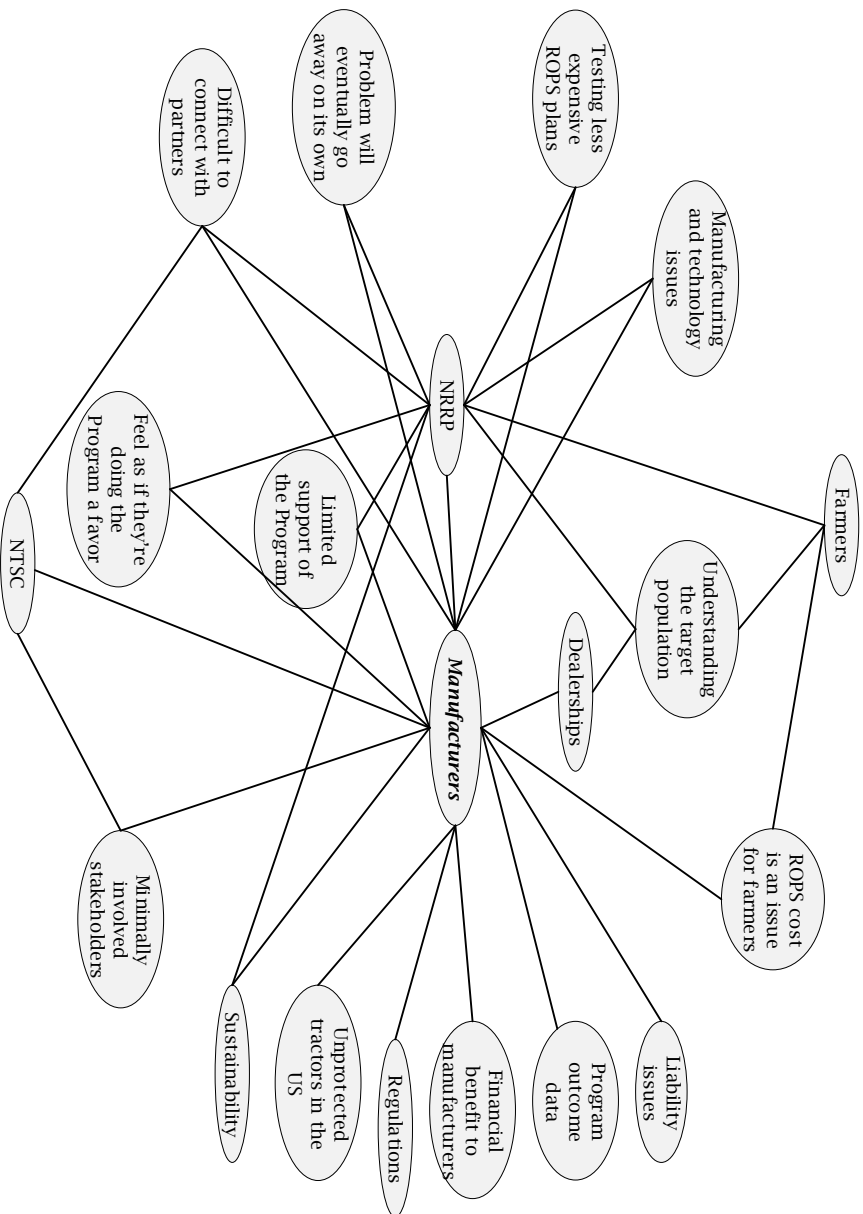 Farmers
ROPS cost
is an issue
for farmers
Manufacturing
and technology
issues
Understanding
the target
population
Liability
issues
Testing less
expensive
ROPS plans
Dealerships
Program
outcome
data
NRRP
Manufacturers
Financial
benefit to
manufacturers
Regulations
Problem will
eventually go
away on its own
Limited
support of
the Program
Unprotected
tractors in the
US
Difficult to
connect with
partners
Sustainability
Feel as if they're
doing the
Program a favor
Minimally
involved
stakeholders
NTSC